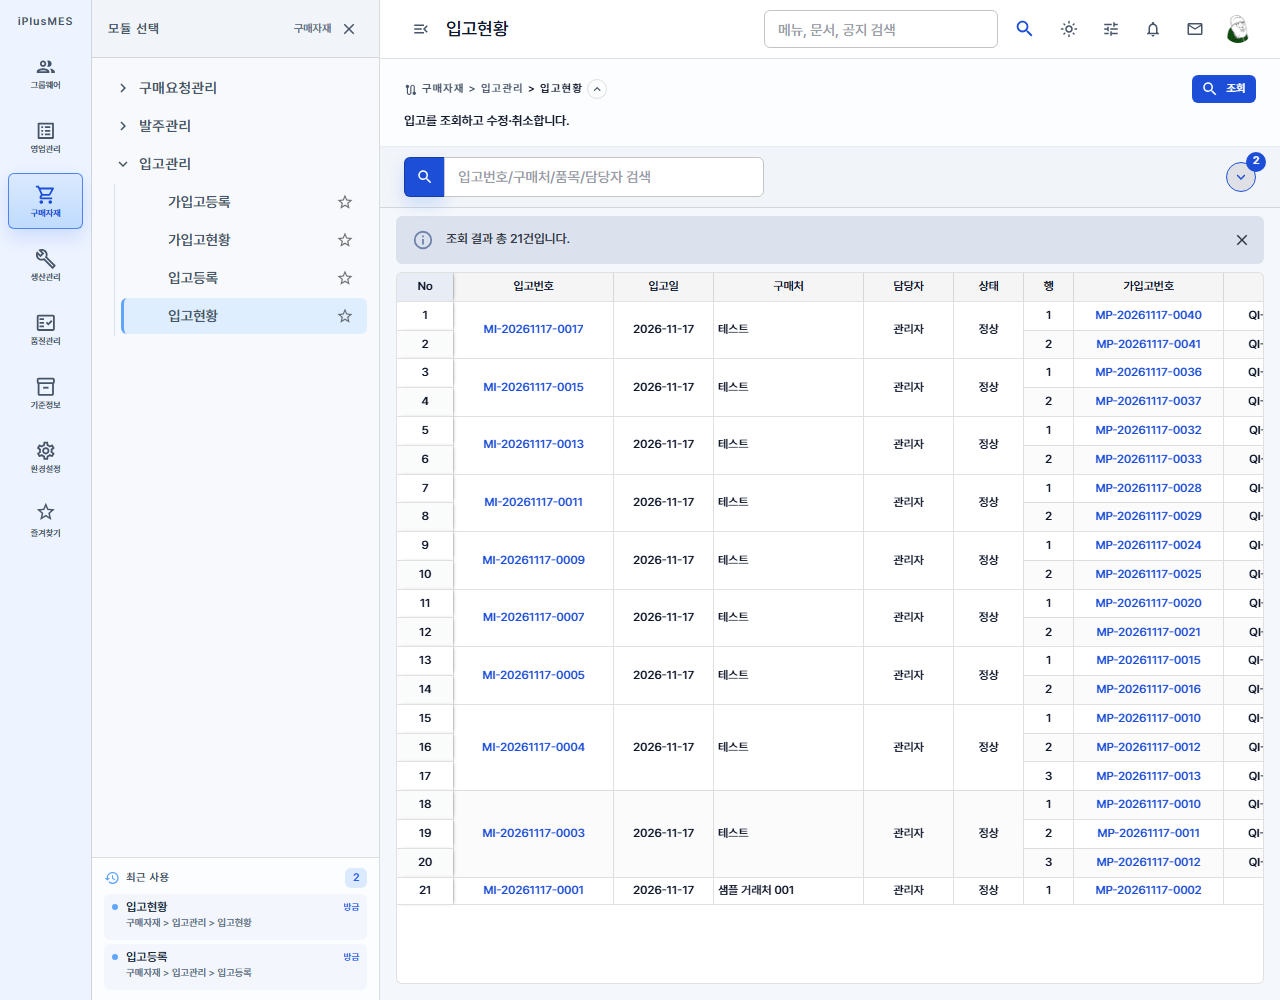 iPlusMES
그룹웨어
영업관리
구매자재
생산관리
품질관리
기준정보
환경설정
즐겨찾기
모듈 선택
구매자재
구매요청관리
발주관리
입고관리
가입고등록
가입고현황
입고등록
입고현황
최근 사용 2
입고현황 방금
구매자재 > 입고관리 > 입고현황
입고등록 방금
구매자재 > 입고관리 > 입고등록
입고현황
메뉴, 문서, 공지 검색
구매자재 > 입고관리 > 입고현황
조회
입고를 조회하고 수정·취소합니다.
입고번호/구매처/품목/담당자 검색
2
조회 결과 총 21건입니다.
No 입고번호 입고일 구매처 담당자 상태 행 가입고번호
1 MI-20261117-0017 2026-11-17 테스트 관리자 정상 1 MP-20261117-0040 QI-
2 2 MP-20261117-0041 QI-
3 MI-20261117-0015 2026-11-17 테스트 관리자 정상 1 MP-20261117-0036 QI-
4 2 MP-20261117-0037 QI-
5 MI-20261117-0013 2026-11-17 테스트 관리자 정상 1 MP-20261117-0032 QI-
6 2 MP-20261117-0033 QI-
7 MI-20261117-0011 2026-11-17 테스트 관리자 정상 1 MP-20261117-0028 QI-
8 2 MP-20261117-0029 QI-
9 MI-20261117-0009 2026-11-17 테스트 관리자 정상 1 MP-20261117-0024 QI-
10 2 MP-20261117-0025 QI-
11 MI-20261117-0007 2026-11-17 테스트 관리자 정상 1 MP-20261117-0020 QI-
12 2 MP-20261117-0021 QI-
13 MI-20261117-0005 2026-11-17 테스트 관리자 정상 1 MP-20261117-0015 QI-
14 2 MP-20261117-0016 QI-
15 MI-20261117-0004 2026-11-17 테스트 관리자 정상 1 MP-20261117-0010 QI-
16 2 MP-20261117-0012 QI-
17 3 MP-20261117-0013 QI-
18 MI-20261117-0003 2026-11-17 테스트 관리자 정상 1 MP-20261117-0010 QI-
19 2 MP-20261117-0011 QI-
20 3 MP-20261117-0012 QI-
21 MI-20261117-0001 2026-11-17 샘플 거래처 001 관리자 정상 1 MP-20261117-0002